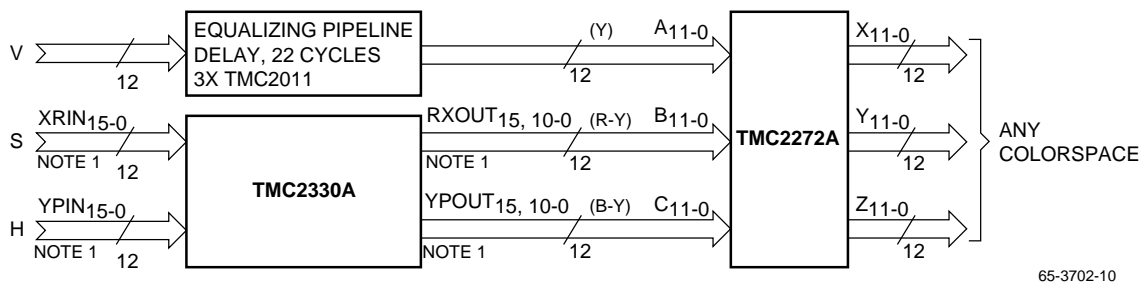 V
12
EQUALIZING PIPELINE
DELAY, 22 CYCLES
3X TMC2011
(Y)
A11-0
12
X11-0
12
S
XRIN15-0
NOTE 1
12
TMC2330A
RXOUT15, 10-0
(R-Y)
B11-0
NOTE 1
12
TMC2272A
Y11-0
12
ANY
COLORSPACE
H
YPIN15-0
NOTE 1
12
YPOUT15, 10-0
(B-Y)
C11-0
NOTE 1
12
Z11-0
12
65-3702-10